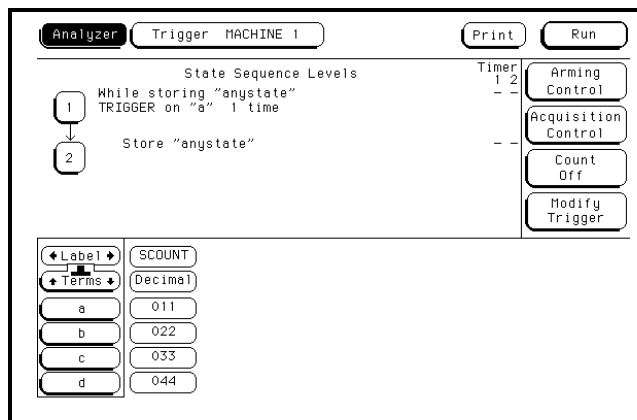 Analyzer Trigger MACHINE 1 Print Run
State Sequence Levels Timer
1 2
While storing "anystate" - -
1 TRIGGER on "a" 1 time
2 Store "anystate" - -
Arming
Control
Acquisition
Control
Count
Off
Modify
Trigger
Label SCOUNT
Terms Decimal
a 011
b 022
c 033
d 044